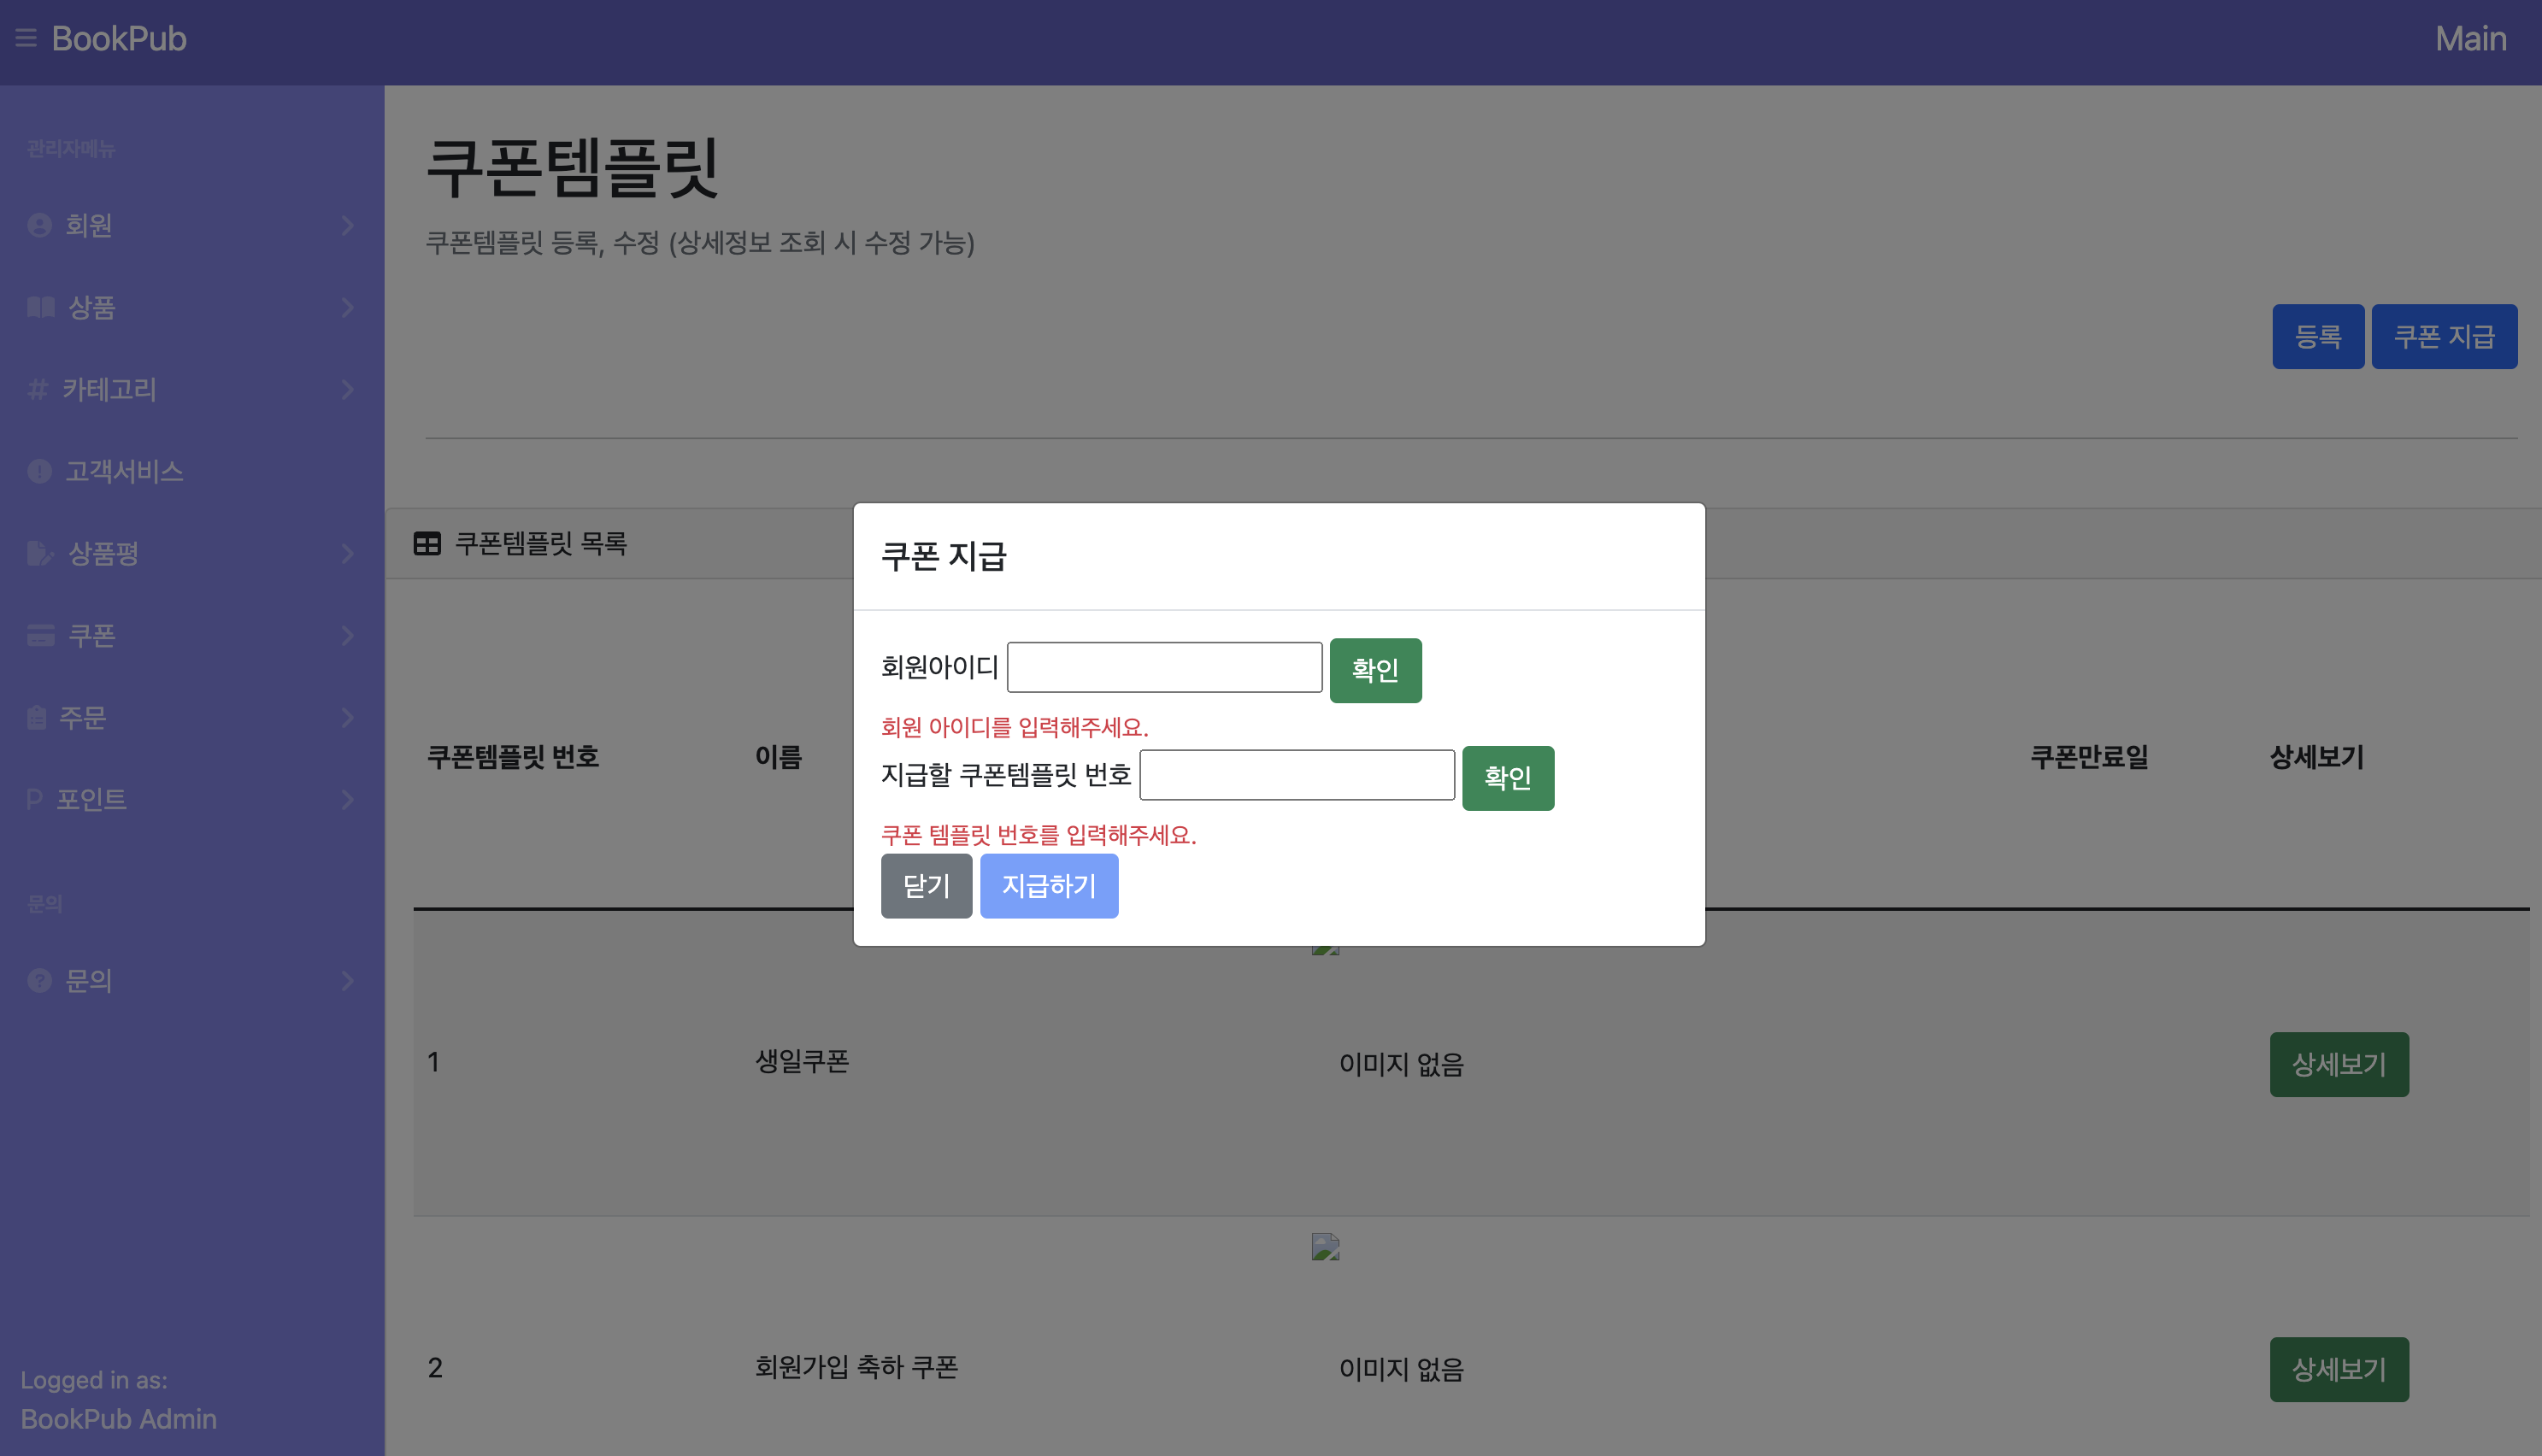 BookPub
Main
관리자메뉴
회원
상품
카테고리
고객서비스
상품평
쿠폰
주문
P 포인트
문의
문의
Logged in as:
BookPub Admin
쿠폰템플릿
쿠폰템플릿 등록, 수정 (상세정보 조회 시 수정 가능)
등록 쿠폰 지급
쿠폰템플릿 목록
쿠폰 지급
회원아이디 확인
회원 아이디를 입력해주세요.
지급할 쿠폰템플릿 번호 확인
쿠폰 템플릿 번호를 입력해주세요.
닫기 지급하기
쿠폰템플릿 번호 이름 쿠폰만료일 상세보기
1 생일쿠폰 이미지 없음 상세보기
2 회원가입 축하 쿠폰 이미지 없음 상세보기